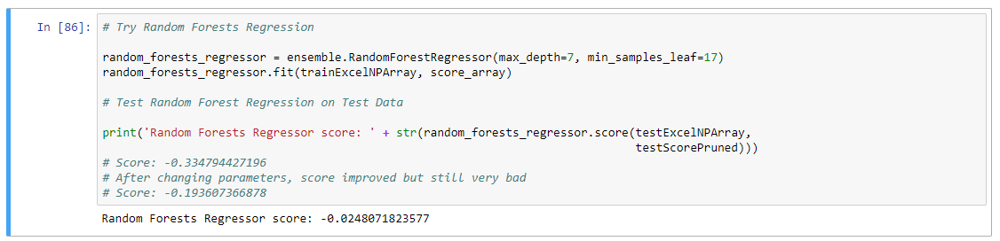 In [86]: # Try Random Forests Regression
random_forests_regressor = ensemble.RandomForestRegressor(max_depth=7, min_samples_leaf=17)
random_forests_regressor.fit(trainExcelNPArray, score_array)
# Test Random Forest Regression on Test Data
print('Random Forests Regressor score: ' + str(random_forests_regressor.score(testExcelNPArray,
testScorePruned)))
# Score: -0.334794427196
# After changing parameters, score improved but still very bad
# Score: -0.193607366878
Random Forests Regressor score: -0.0248071823577